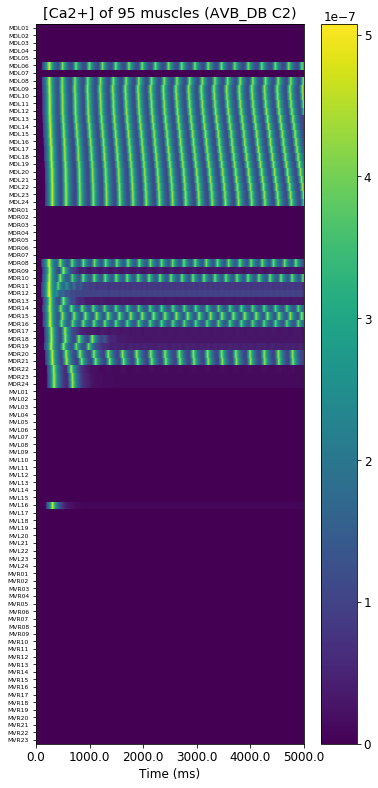 [Ca2+] of 95 muscles (AVB_DB C2)
1e−7
MDL01
MDL02
MDL03
MDL04
MDL05
MDL06
MDL07
MDL08
MDL09
MDL10
MDL11
MDL12
MDL13
MDL14
MDL15
MDL16
MDL17
MDL18
MDL19
MDL20
MDL21
MDL22
MDL23
MDL24
MDR01
MDR02
MDR03
MDR04
MDR05
MDR06
MDR07
MDR08
MDR09
MDR10
MDR11
MDR12
MDR13
MDR14
MDR15
MDR16
MDR17
MDR18
MDR19
MDR20
MDR21
MDR22
MDR23
MDR24
MVL01
MVL02
MVL03
MVL04
MVL05
MVL06
MVL07
MVL08
MVL09
MVL10
MVL11
MVL12
MVL13
MVL14
MVL15
MVL16
MVL17
MVL18
MVL19
MVL20
MVL21
MVL22
MVL23
MVL24
MVR01
MVR02
MVR03
MVR04
MVR05
MVR06
MVR07
MVR08
MVR09
MVR10
MVR11
MVR12
MVR13
MVR14
MVR15
MVR16
MVR17
MVR18
MVR19
MVR20
MVR21
MVR22
MVR23
5
4
3
2
1
0
0.0 1000.0 2000.0 3000.0 4000.0 5000.0
Time (ms)